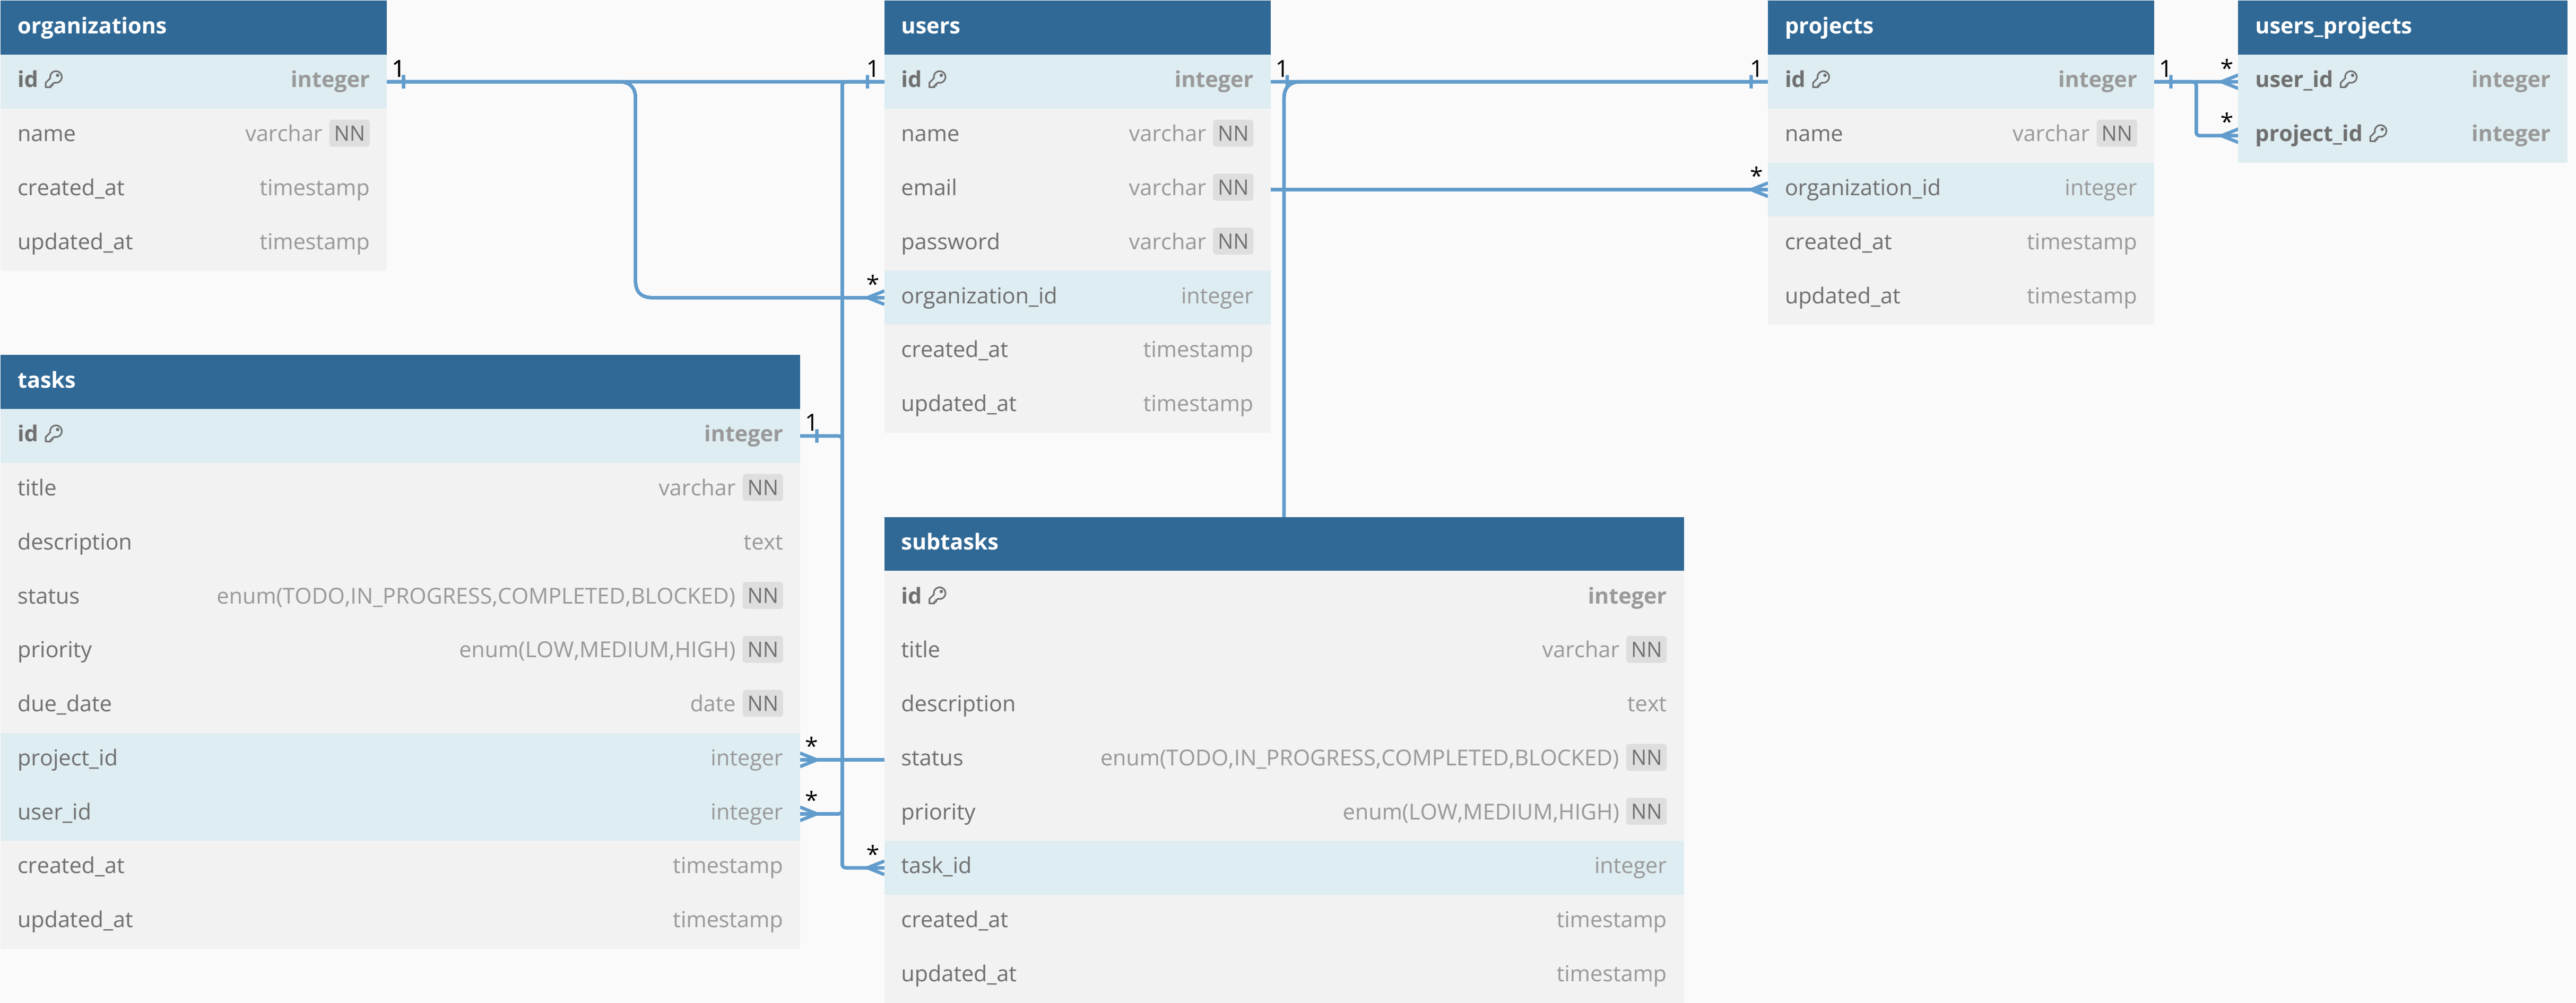 organizations
id integer
name varchar NN
created_at timestamp
updated_at timestamp
users
id integer
name varchar NN
email varchar NN
password varchar NN
organization_id integer
created_at timestamp
updated_at timestamp
projects
id integer
name varchar NN
organization_id integer
created_at timestamp
updated_at timestamp
users_projects
user_id integer
project_id integer
tasks
id integer
title varchar NN
description text
status enum(TODO,IN_PROGRESS,COMPLETED,BLOCKED) NN
priority enum(LOW,MEDIUM,HIGH) NN
due_date date NN
project_id integer
user_id integer
created_at timestamp
updated_at timestamp
subtasks
id integer
title varchar NN
description text
status enum(TODO,IN_PROGRESS,COMPLETED,BLOCKED) NN
priority enum(LOW,MEDIUM,HIGH) NN
task_id integer
created_at timestamp
updated_at timestamp
1
1
1
1
1
1
*
*
*
*
*
*
*